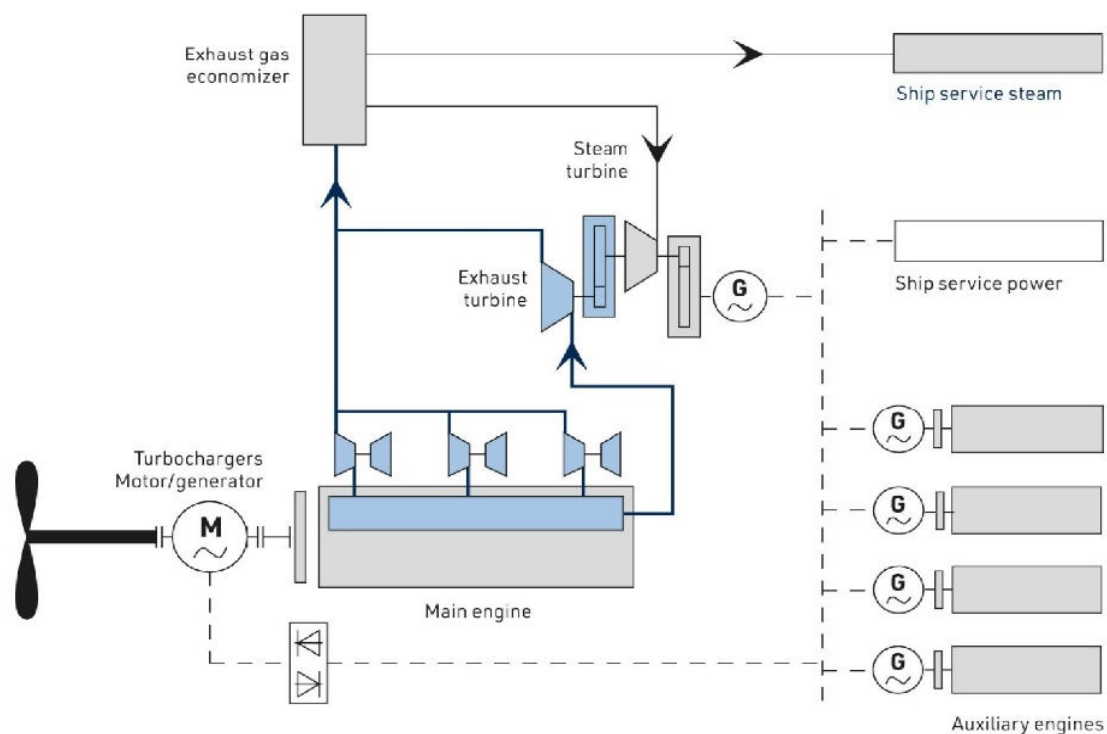 Exhaust gas
economizer
Ship service steam
Steam
turbine
Exhaust
turbine
G
Ship service power
Turbochargers
Motor/generator
M
Main engine
G
G
G
G
Auxiliary engines